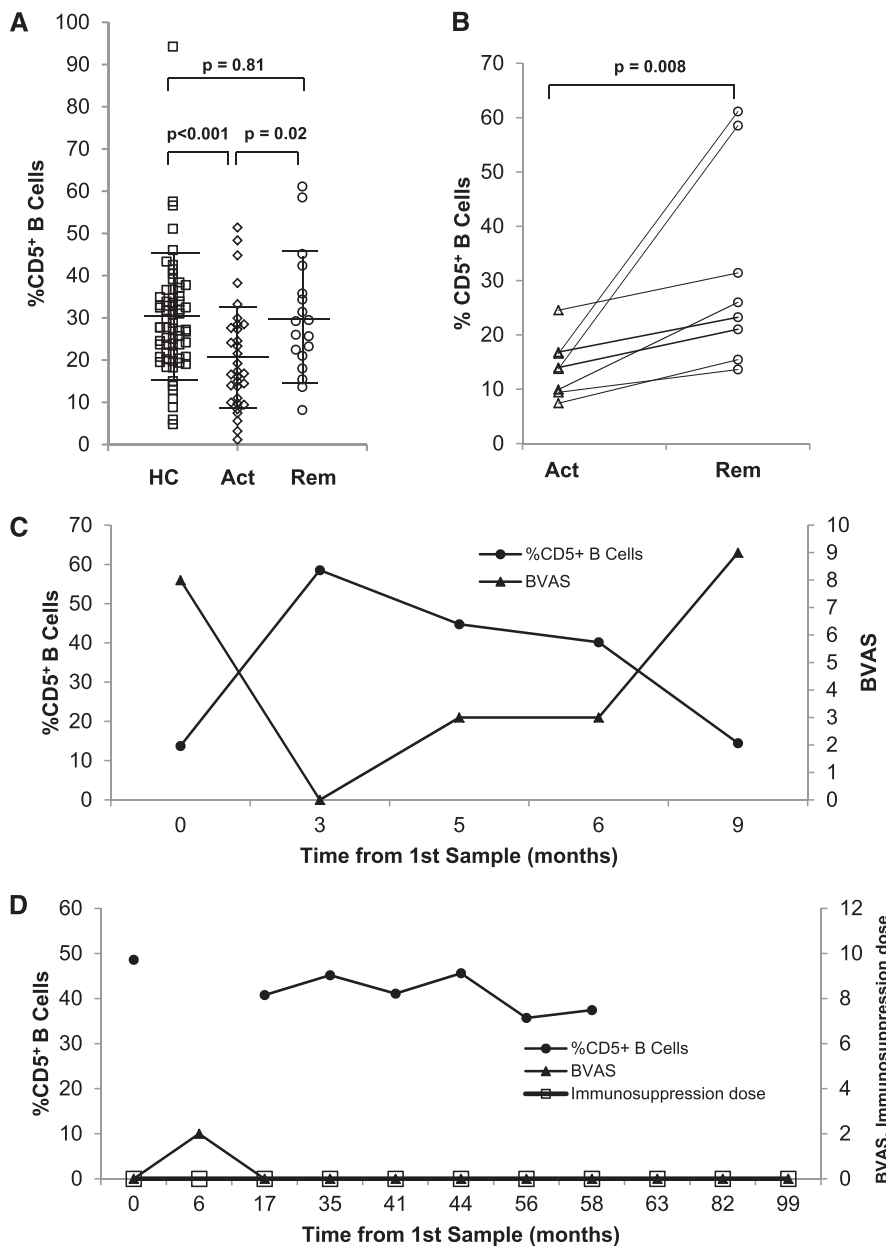 A
%CD5+ B Cells
100
90
80
70
60
50
40
30
20
10
0
p = 0.81
p<0.001
p = 0.02
HC Act Rem
B
% CD5+ B Cells
70
60
50
40
30
20
10
0
p = 0.008
Act Rem
C
%CD5+ B Cells
70
60
50
40
30
20
10
0
%CD5+ B Cells
BVAS
10
9
8
7
6
5
4
3
2
1
0
BVAS
0 3 5 6 9
Time from 1st Sample (months)
D
%CD5+ B Cells
60
50
40
30
20
10
0
%CD5+ B Cells
BVAS
Immunosuppression dose
12
10
8
6
4
2
0
BVAS, Immunosuppression dose
0 6 17 35 41 44 56 58 63 82 99
Time from 1st Sample (months)